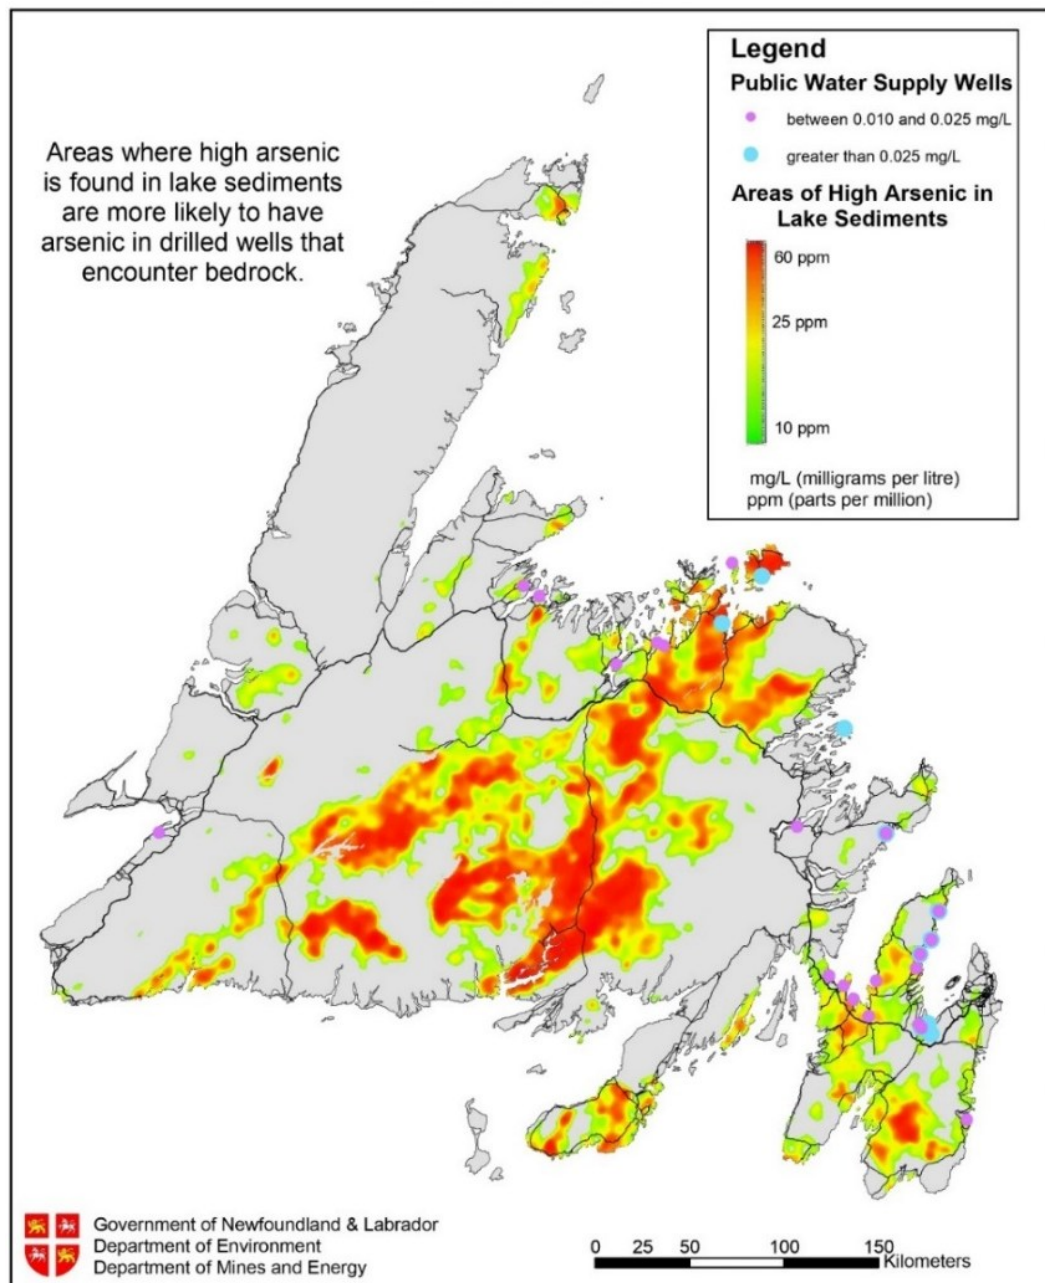 Areas where high arsenic
is found in lake sediments
are more likely to have
arsenic in drilled wells that
encounter bedrock.
Legend
Public Water Supply Wells
between 0.010 and 0.025 mg/L
greater than 0.025 mg/L
Areas of High Arsenic in
Lake Sediments
60 ppm
25 ppm
10 ppm
mg/L (milligrams per litre)
ppm (parts per million)
Government of Newfoundland & Labrador
Department of Environment
Department of Mines and Energy
0 25 50 100 150
Kilometers